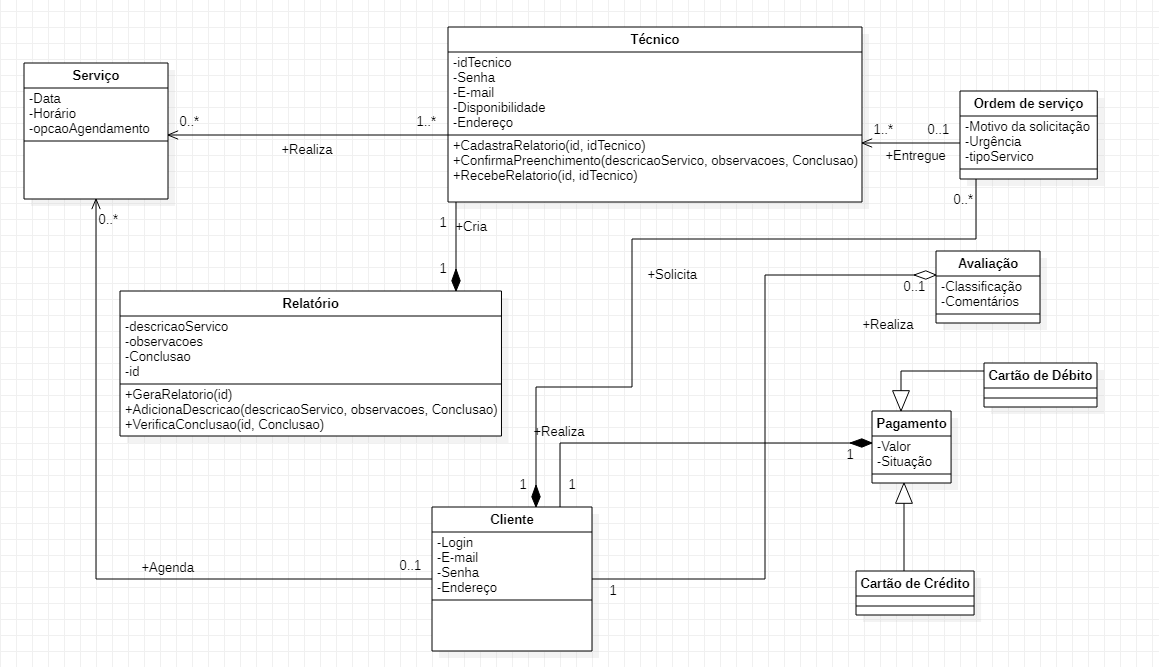 Técnico
-idTecnico
-Senha
-E-mail
-Disponibilidade
-Endereço
+CadastraRelatorio(id, idTecnico)
+ConfirmaPreenchimento(descricaoServico, observacoes, Conclusao)
+RecebeRelatorio(id, idTecnico)
Serviço
-Data
-Horário
-opcaoAgendamento
0..*
1..*
+Realiza
Ordem de serviço
-Motivo da solicitação
-Urgência
-tipoServico
1..*
0..1
+Entregue
0..*
0..*
1
+Cria
1
+Solicita
Avaliação
-Classificação
-Comentários
0..1
+Realiza
Relatório
-descricaoServico
-observacoes
-Conclusao
-id
+GeraRelatorio(id)
+AdicionaDescricao(descricaoServico, observacoes, Conclusao)
+VerificaConclusao(id, Conclusao)
Cartão de Débito
Pagamento
-Valor
-Situação
+Realiza
1
1
1
Cliente
-Login
-E-mail
-Senha
-Endereço
+Agenda
0..1
1
Cartão de Crédito